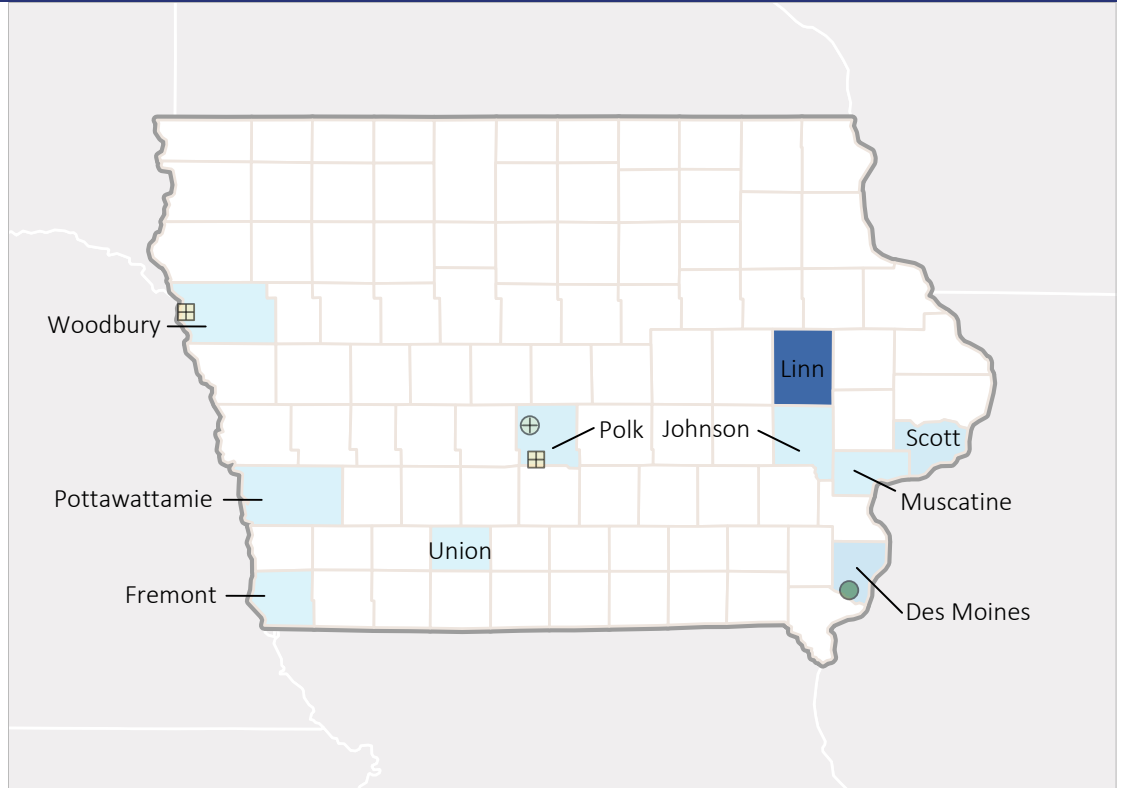 Woodbury
Linn
Polk
Johnson
Scott
Pottawattamie
Muscatine
Union
Fremont
Des Moines